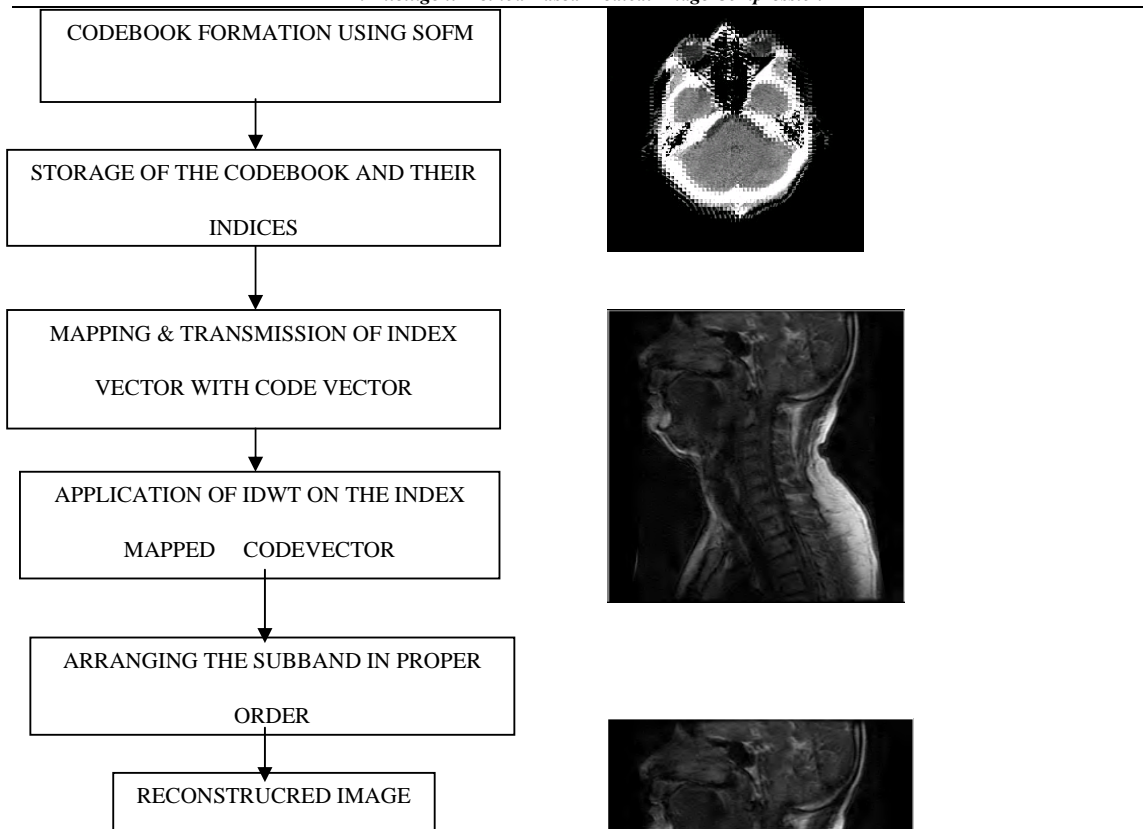 CODEBOOK FORMATION USING SOFM
STORAGE OF THE CODEBOOK AND THEIR
INDICES
MAPPING & TRANSMISSION OF INDEX
VECTOR WITH CODE VECTOR
APPLICATION OF IDWT ON THE INDEX
MAPPED CODEVECTOR
ARRANGING THE SUBBAND IN PROPER
ORDER
RECONSTRUCRED IMAGE